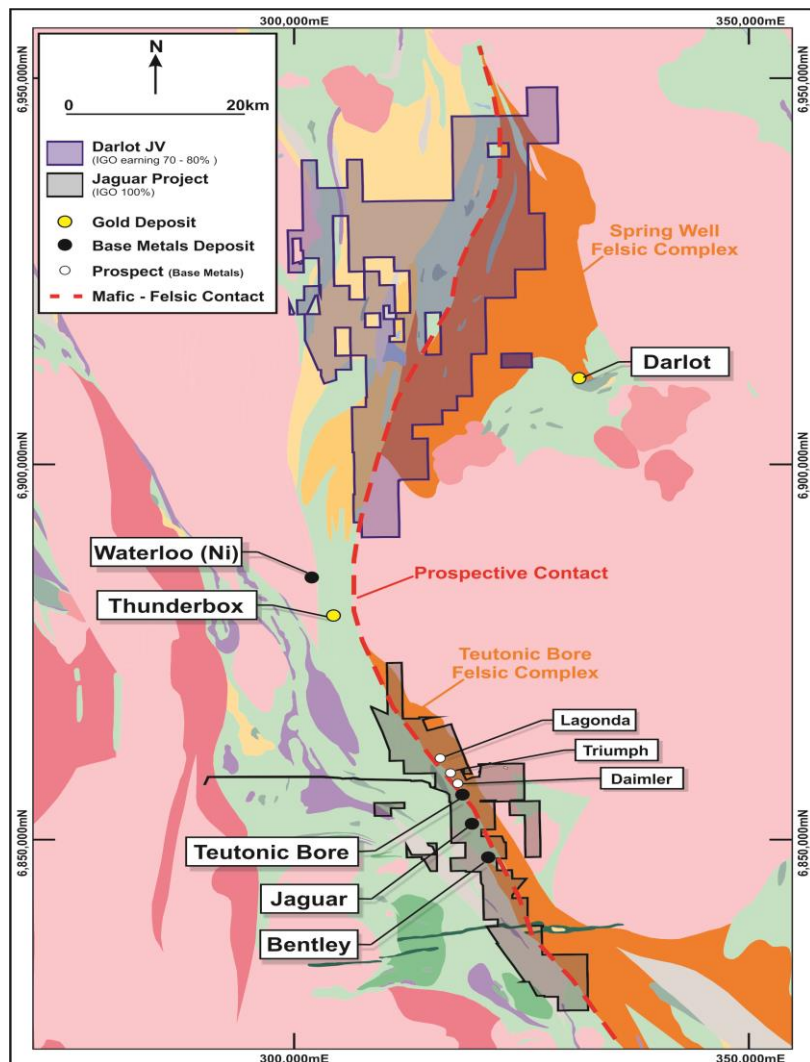 300,000mE
350,000mE
6,950,000mN
6,950,000mN
N
0
20km
Darlot JV
(IGO earning 70 - 80% )
Jaguar Project
(IGO 100%)
Gold Deposit
Base Metals Deposit
Prospect (Base Metals)
Mafic - Felsic Contact
Spring Well
Felsic Complex
Darlot
6,900,000mN
6,900,000mN
Waterloo (Ni)
Thunderbox
Prospective Contact
Teutonic Bore
Felsic Complex
Lagonda
Triumph
Daimler
6,850,000mN
6,850,000mN
Teutonic Bore
Jaguar
Bentley
300,000mE
350,000mE